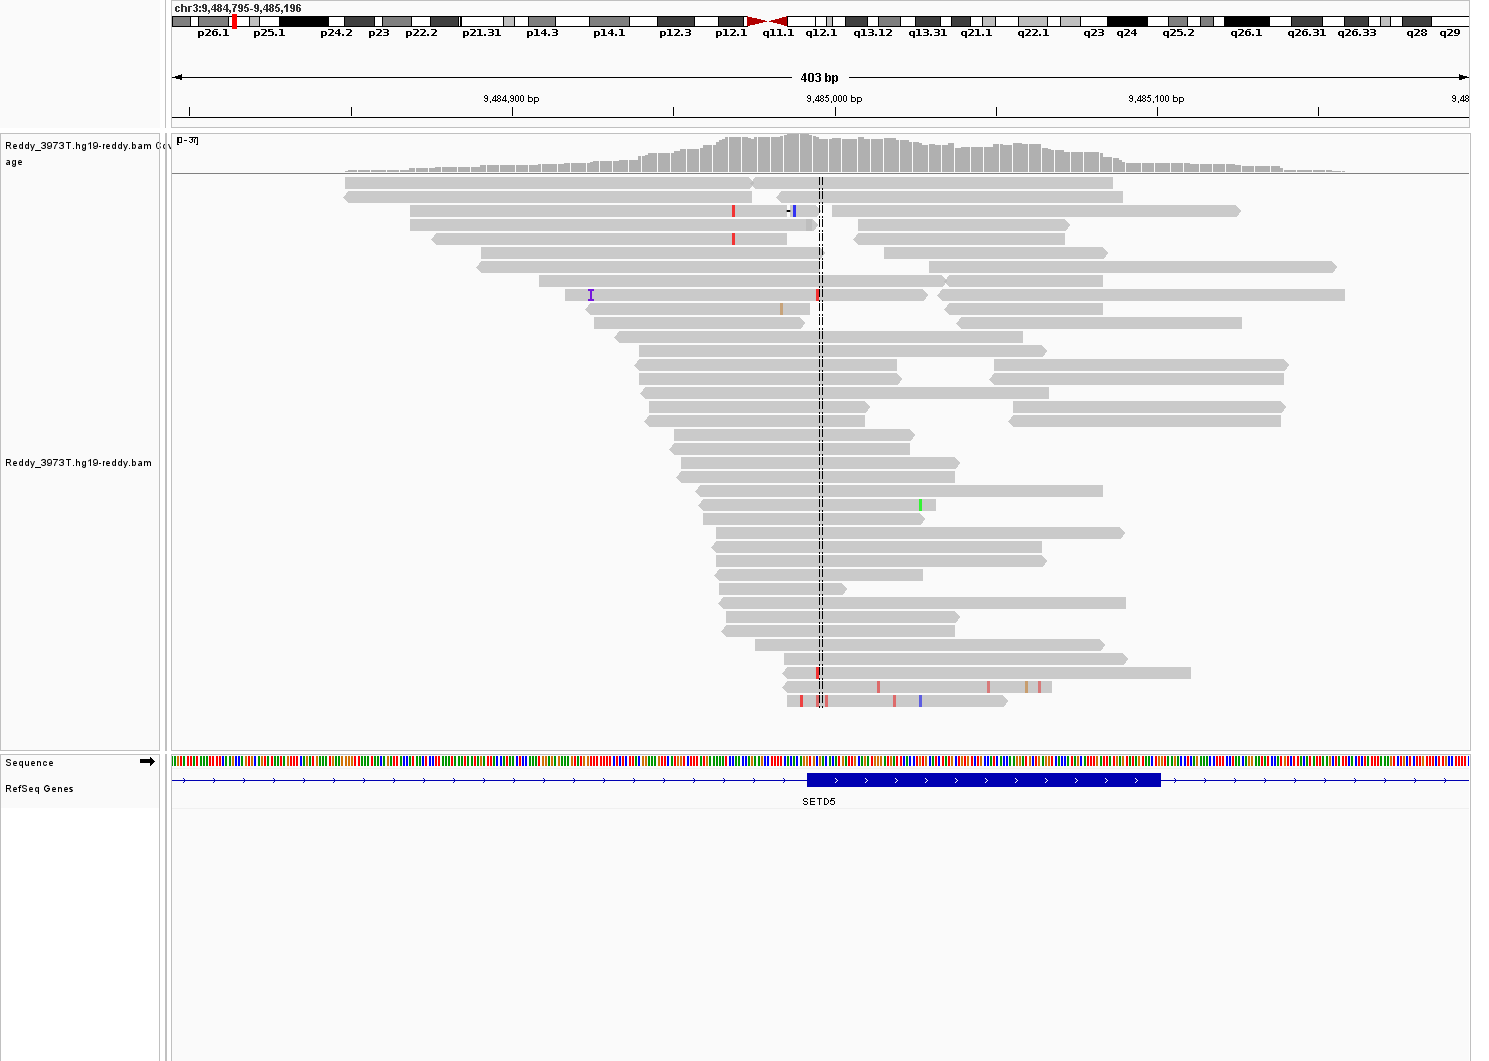 chr3:9,484,795-9,485,196
p26.1 p25.1 p24.2 p23 p22.2 p21.31 p14.3 p14.1 p12.3 p12.1 q11.1 q12.1 q13.12 q13.31 q21.1 q22.1 q23 q24 q25.2 q26.1 q26.31 q26.33 q28 q29
403 bp
9,484,900 bp 9,485,000 bp 9,485,100 bp 9,48
Reddy_3973T.hg19-reddy.bam Cov
age
[0-37]
Reddy_3973T.hg19-reddy.bam
Sequence
RefSeq Genes
SETD5